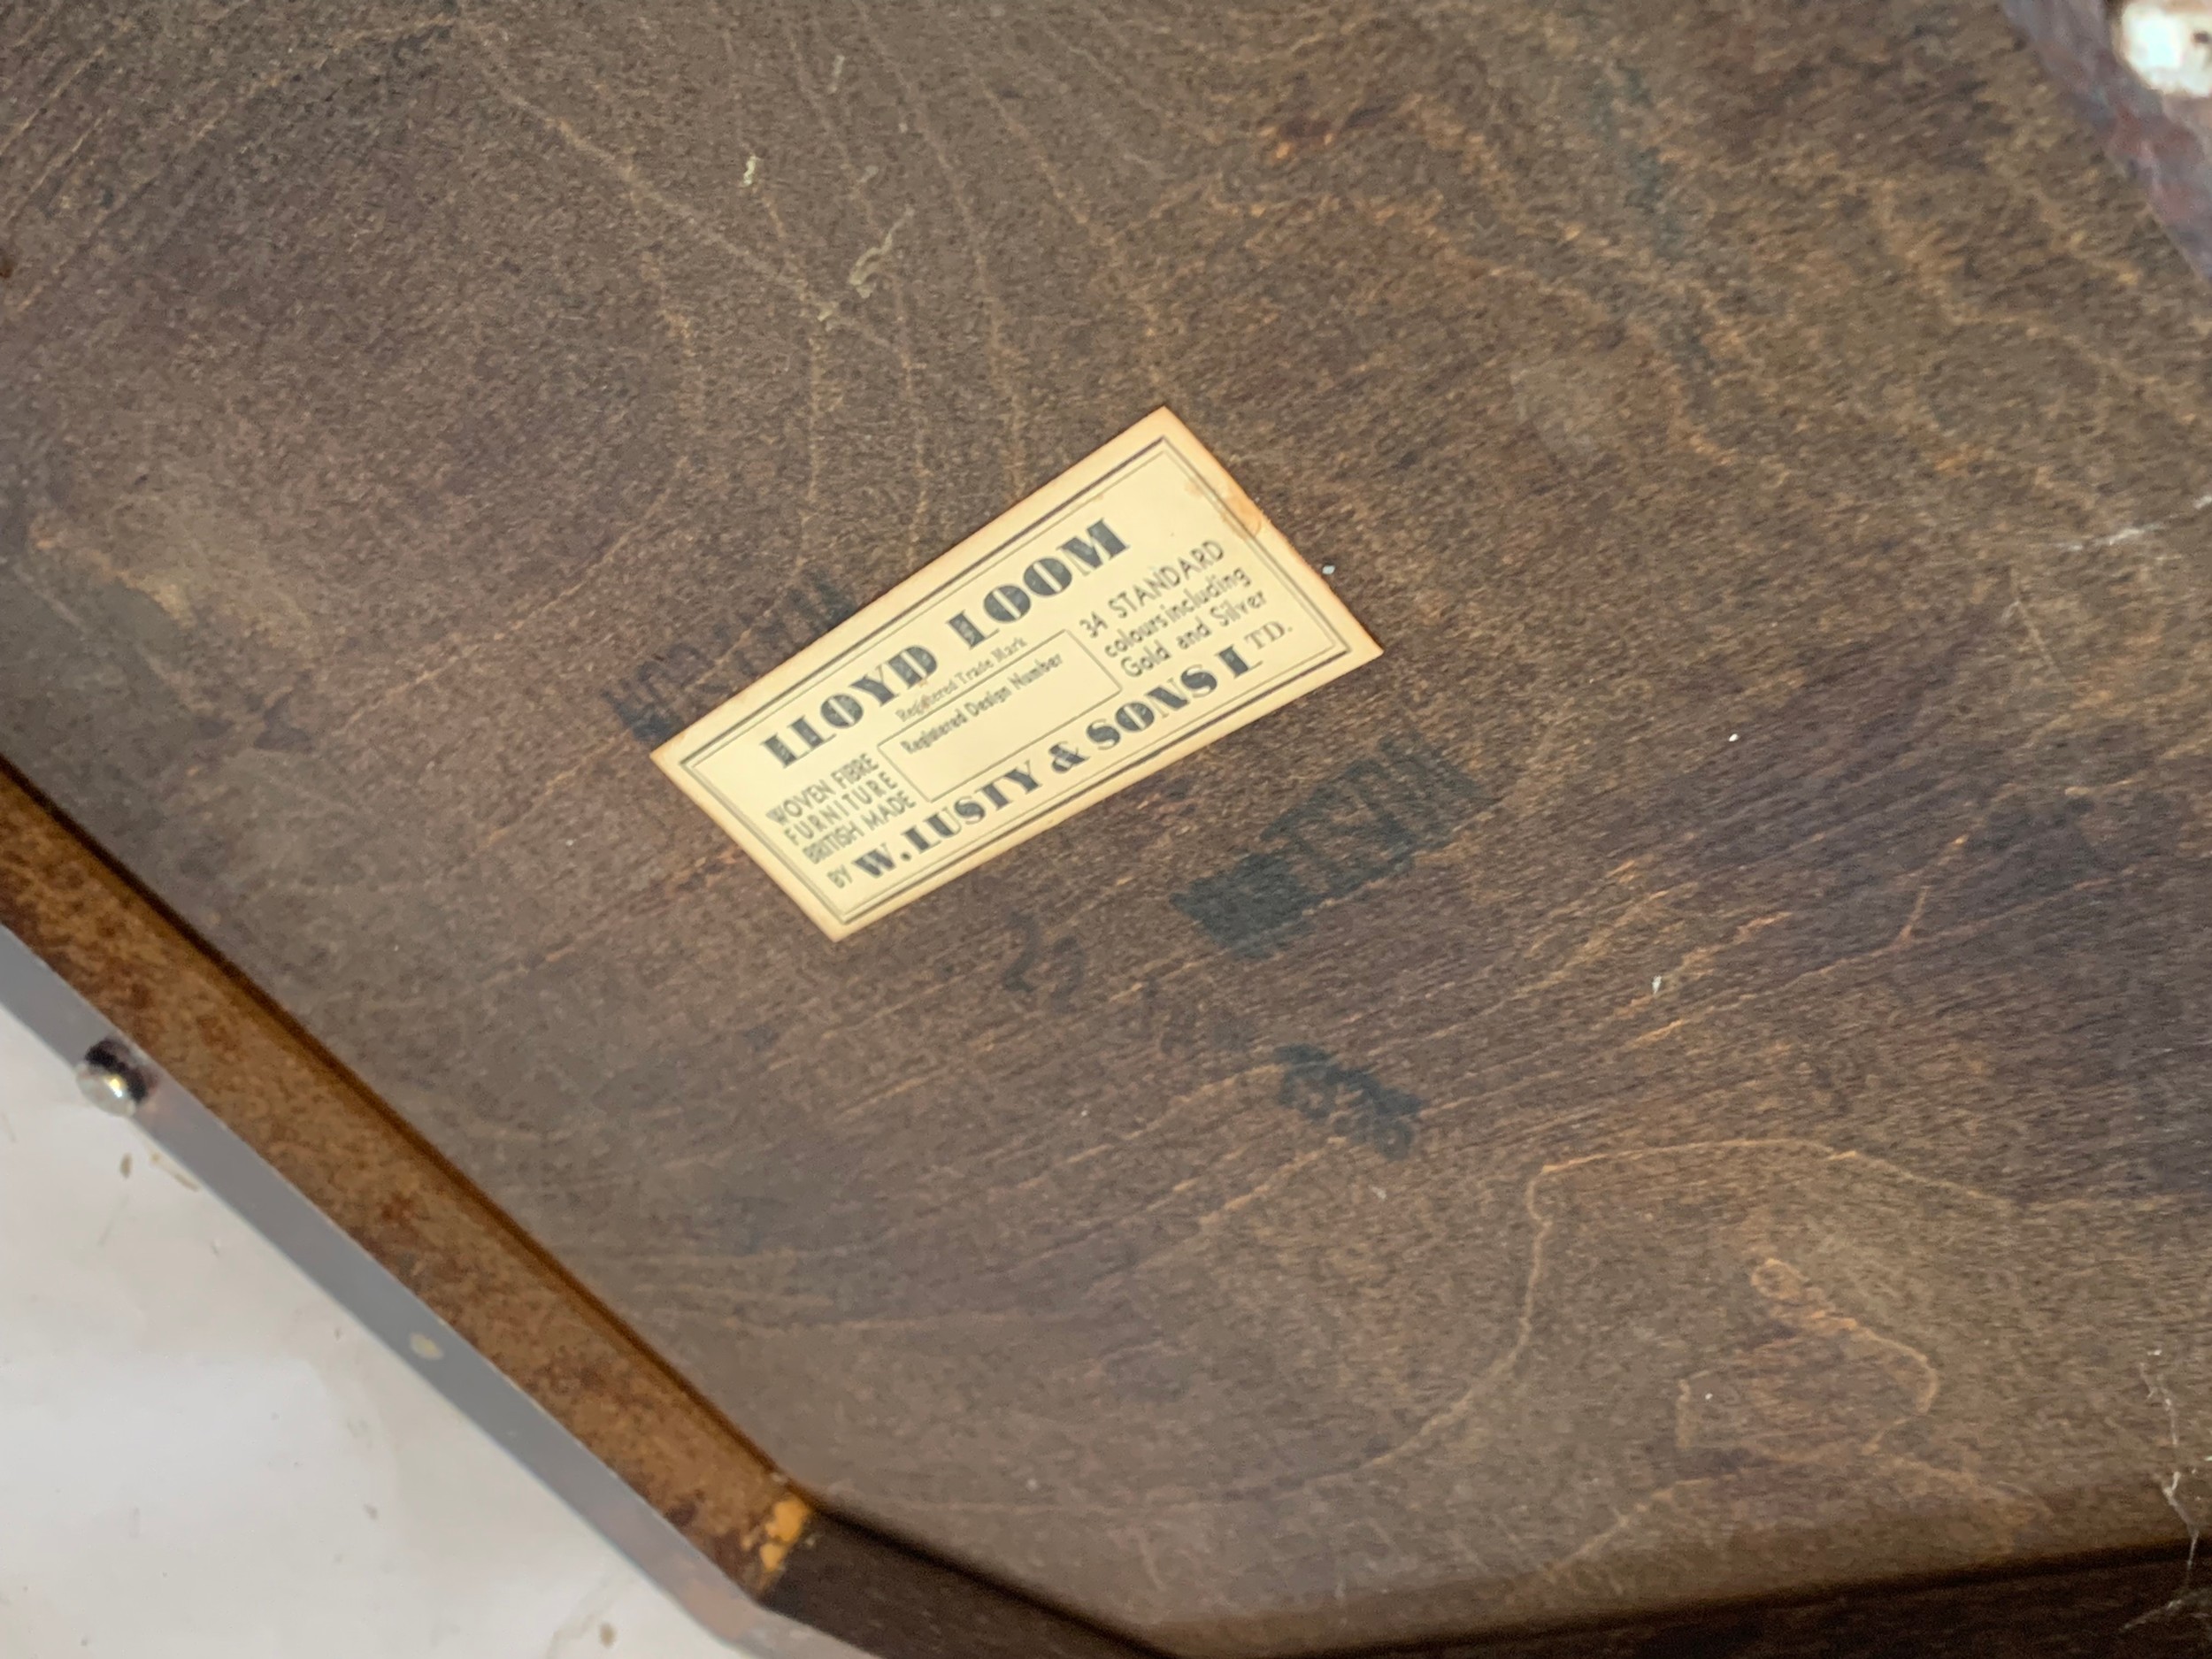 LLOYD LOOM
Registered Trade Mark
WOVEN FIBRE
FURNITURE
BRITISH MADE
Registered Design Number
34 STANDARD
colours including
Gold and Silver
BY W. LUSTY & SONS LTD.